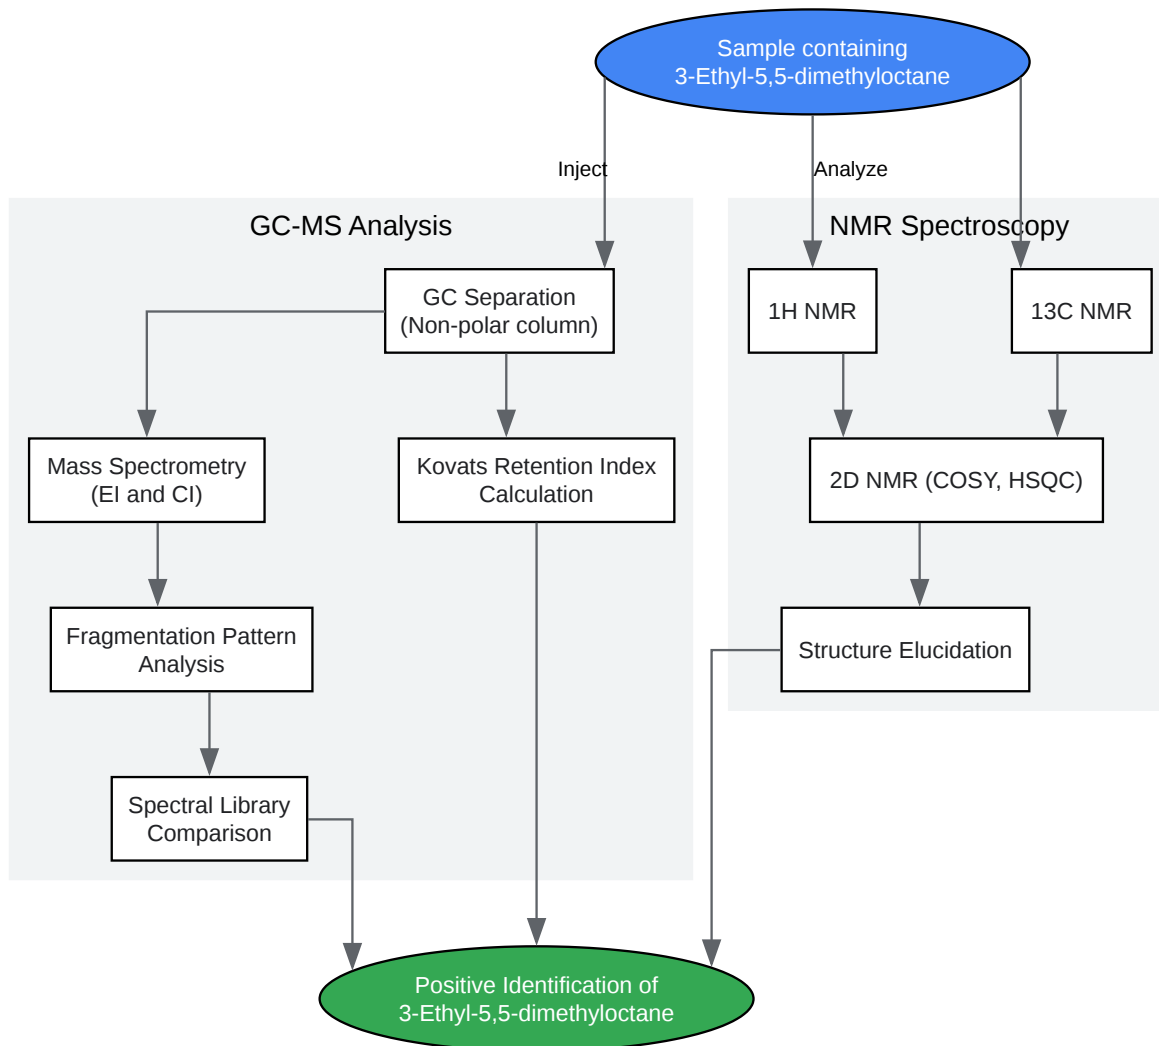 Sample containing
3-Ethyl-5,5-dimethyloctane
Inject
Analyze
GC-MS Analysis
NMR Spectroscopy
GC Separation
(Non-polar column)
1H NMR
13C NMR
Mass Spectrometry
(EI and CI)
Kovats Retention Index
Calculation
2D NMR (COSY, HSQC)
Fragmentation Pattern
Analysis
Structure Elucidation
Spectral Library
Comparison
Positive Identification of
3-Ethyl-5,5-dimethyloctane